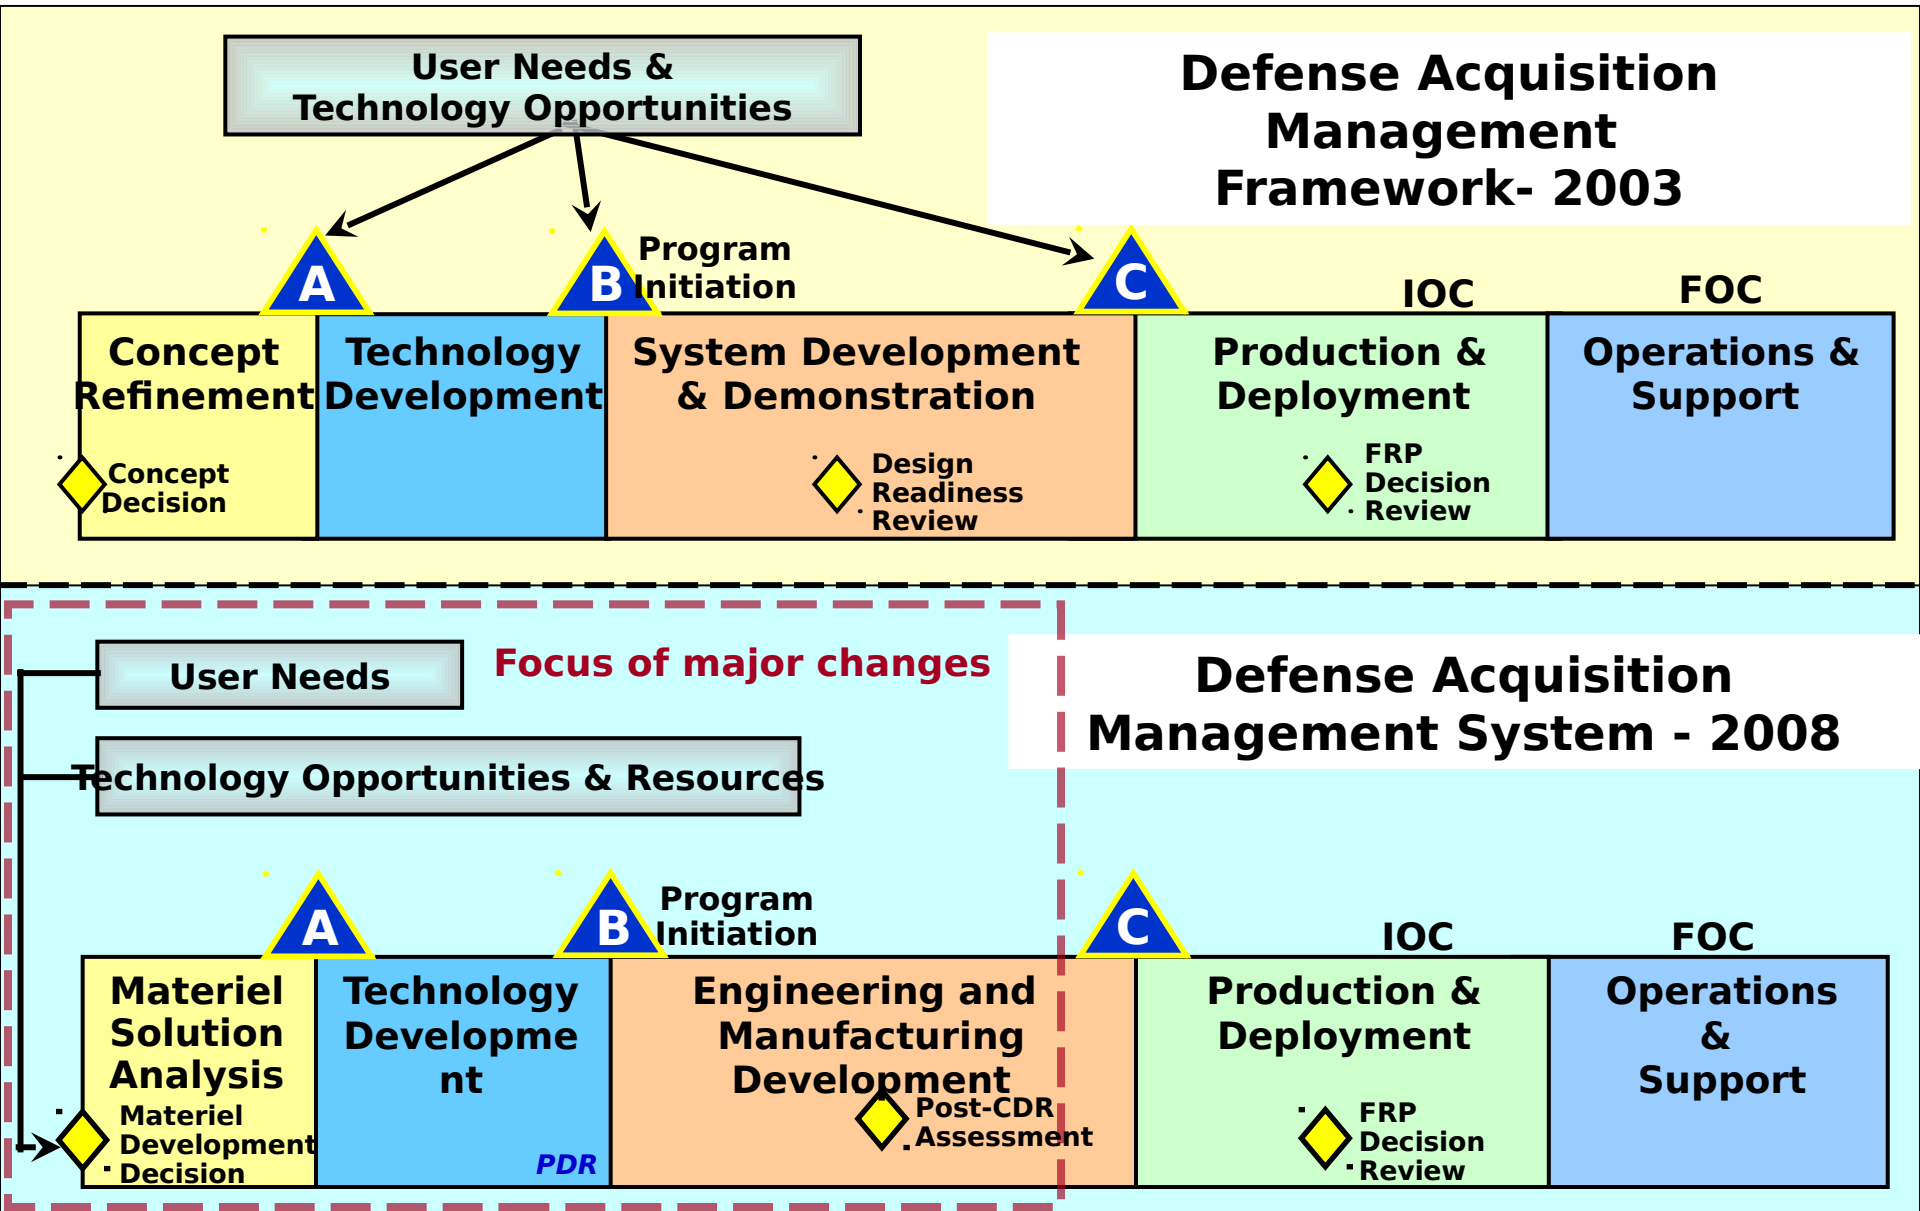 User Needs &
Technology Opportunities
Defense Acquisition
Management
Framework- 2003
A
B
Program
Initiation
C
IOC
FOC
Concept
Refinement
Technology
Development
System Development
& Demonstration
Production &
Deployment
Operations &
Support
Concept
Decision
Design
Readiness
Review
FRP
Decision
Review
User Needs
Focus of major changes
Defense Acquisition
Management System - 2008
Technology Opportunities & Resources
A
B
Program
Initiation
C
IOC
FOC
Materiel
Solution
Analysis
Technology
Developme
nt
Engineering and
Manufacturing
Development
Production &
Deployment
Operations
&
Support
Materiel
Development
Decision
PDR
Post-CDR
Assessment
FRP
Decision
Review